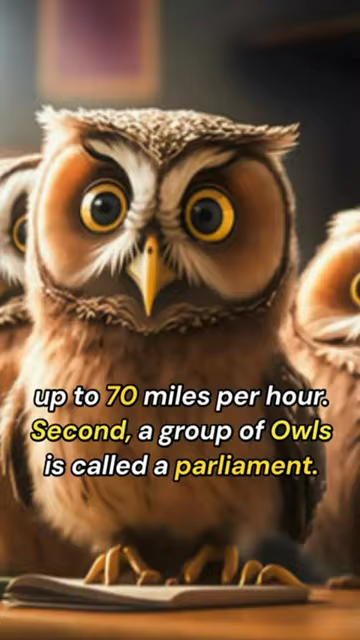 up to 70 miles per hour.
Second, a group of Owls
is called a parliament.